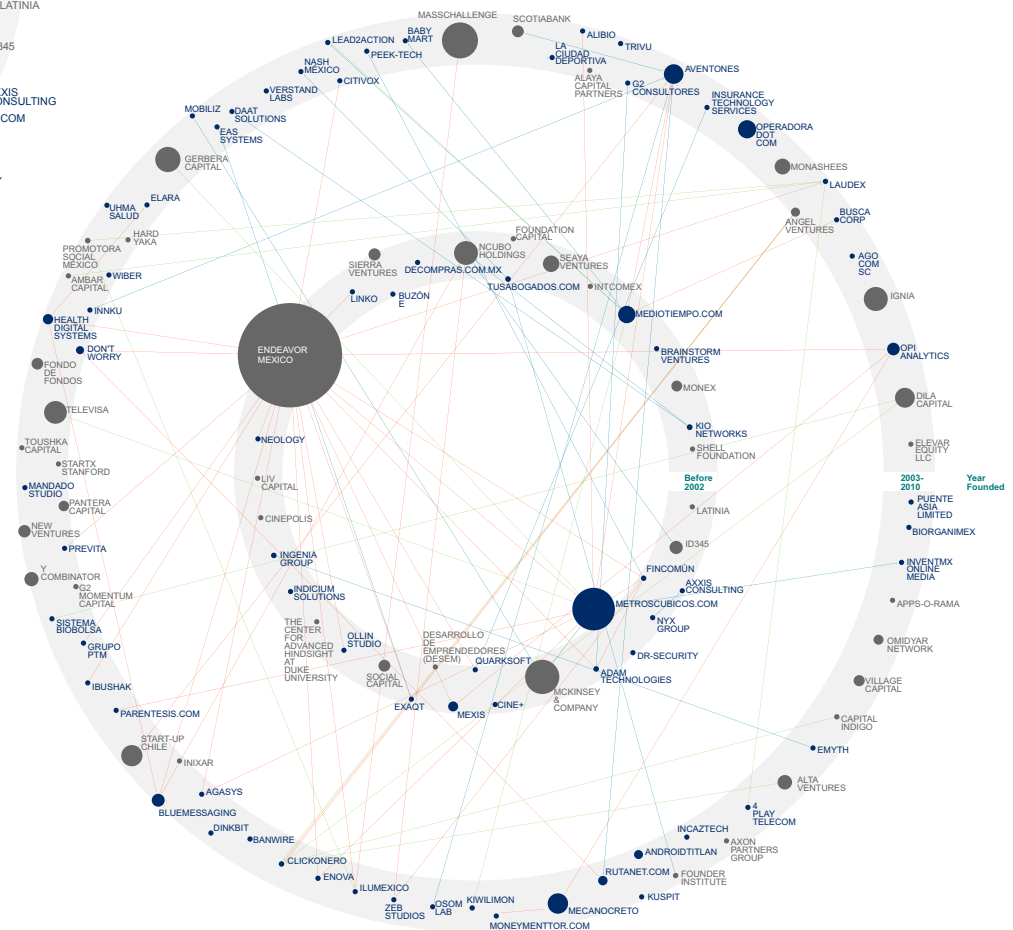 LATINIA
345
XIS
ONSULTING
COM
MASSCHALLENGE
SCOTIABANK
BABY
MART
LEAD2ACTION
PEEK-TECH
ALIBIO
TRIVU
LA
CIUDAD
DEPORTIVA
NASH
MÉXICO
CITIVOX
ALAYA
CAPITAL
PARTNERS
AVENTONES
G2
CONSULTORES
VERSTAND
LABS
INSURANCE
TECHNOLOGY
SERVICES
MOBILIZ
DAAT
SOLUTIONS
EAS
SYSTEMS
OPERADORA
DOT
COM
GERBERA
CAPITAL
MONASHEES
LAUDEX
ELARA
UHMA
SALUD
ANGEL
VENTURES
BUSCA
CORP
HARD
YAKA
PROMOTORA
SOCIAL
MÉXICO
FOUNDATION
CAPITAL
NCUBO
HOLDINGS
SIERRA
VENTURES
DECOMPRAS.COM.MX
SEAYA
VENTURES
AGO
COM
SC
AMBAR
CAPITAL
WIBER
TUSABOGADOS.COM
INTCOMEX
LINKO
BUZÓN
E
IGNIA
INNKU
HEALTH
DIGITAL
SYSTEMS
MEDIOTIEMPO.COM
DON'T
WORRY
ENDEAVOR
MEXICO
BRAINSTORM
VENTURES
OPI
ANALYTICS
FONDO
DE
FONDOS
MONEX
DILA
CAPITAL
TELEVISA
KIO
NETWORKS
NEOLOGY
TOUSHKA
CAPITAL
SHELL
FOUNDATION
ELEVAR
EQUITY
LLC
STARTX
STANFORD
LIV
CAPITAL
Before
2002
2003-
2010
Year
Founded
MANDADO
STUDIO
PANTERA
CAPITAL
CINEPOLIS
LATINIA
PUENTE
ASIA
LIMITED
NEW
VENTURES
BIORGANIMEX
PREVITA
ID345
INGENIA
GROUP
INVENTMX
ONLINE
MEDIA
Y
COMBINATOR
FINCOMÚN
G2
MOMENTUM
CAPITAL
INDICIUM
SOLUTIONS
AXXIS
CONSULTING
METROSCUBICOS.COM
APPS-O-RAMA
SISTEMA
BIOBOLSA
THE
CENTER
FOR
ADVANCED
HINDSIGHT
AT
DUKE
UNIVERSITY
NYX
GROUP
OLLIN
STUDIO
DESARROLLO
DE
EMPRENDEDORES
(DESEM)
GRUPO
PTM
OMIDYAR
NETWORK
DR-SECURITY
QUARKSOFT
SOCIAL
CAPITAL
ADAM
TECHNOLOGIES
IBUSHAK
VILLAGE
CAPITAL
MCKINSEY
&
COMPANY
EXAQT
MEXIS
CINE+
PARENTESIS.COM
CAPITAL
INDIGO
START-UP
CHILE
EMYTH
INIXAR
ALTA
VENTURES
AGASYS
BLUEMESSAGING
4
PLAY
TELECOM
DINKBIT
BANWIRE
INCAZTECH
AXON
PARTNERS
GROUP
CLICKONERO
ANDROIDTITLAN
ENOVA
RUTANET.COM
FOUNDER
INSTITUTE
ILUMEXICO
KUSPIT
ZEB
STUDIOS
OSOM
LAB
KIWILIMON
MECANOCRETO
MONEYMENTTOR.COM